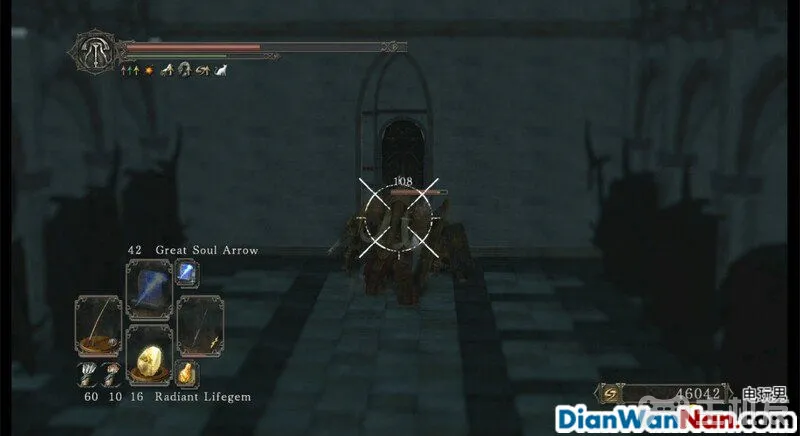 108
42 Great Soul Arrow
60 10 16 Radiant Lifegem
46042
电玩男
DianWanNan.com